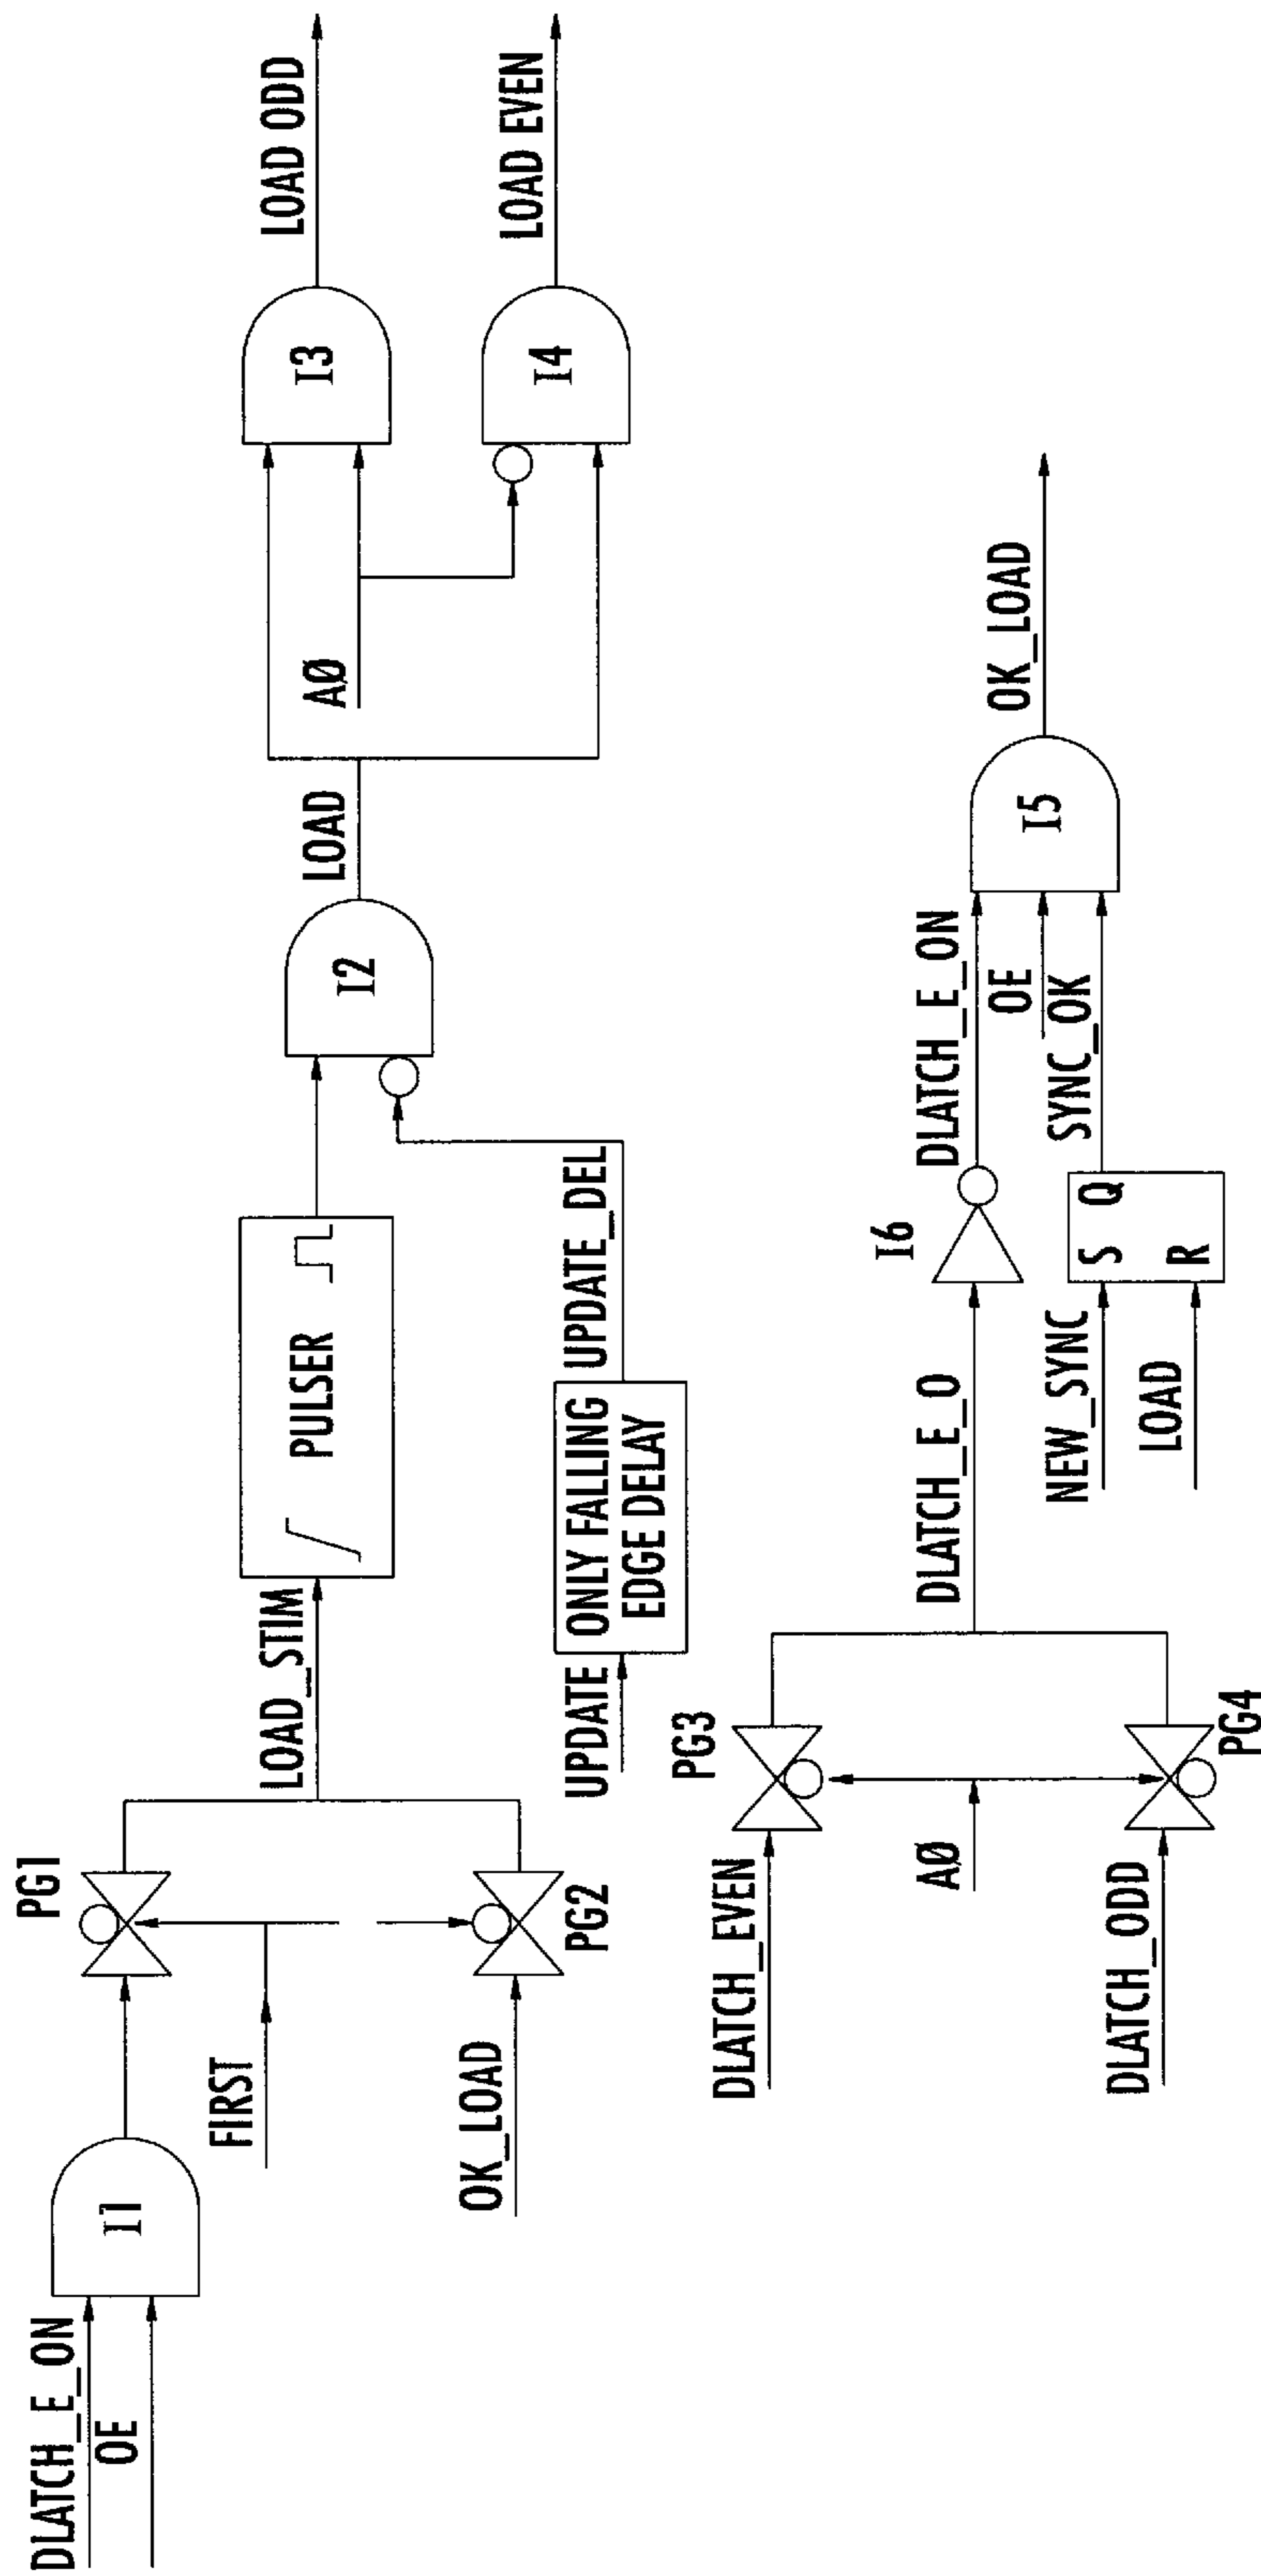 DLATCH_E_ON
OE
I1
FIRST
OK_LOAD
PG1
PG2
LOAD_STIM
PULSER
UPDATE
ONLY FALLING
EDGE DELAY
UPDATE_DEL
I2
LOAD
AØ
I3
I4
LOAD ODD
LOAD EVEN
DLATCH_EVEN
DLATCH_ODD
AØ
PG3
PG4
DLATCH_E_O
I6
NEW_SYNC
LOAD
S Q
R
DLATCH_E_ON
OE
SYNC_OK
I5
OK_LOAD